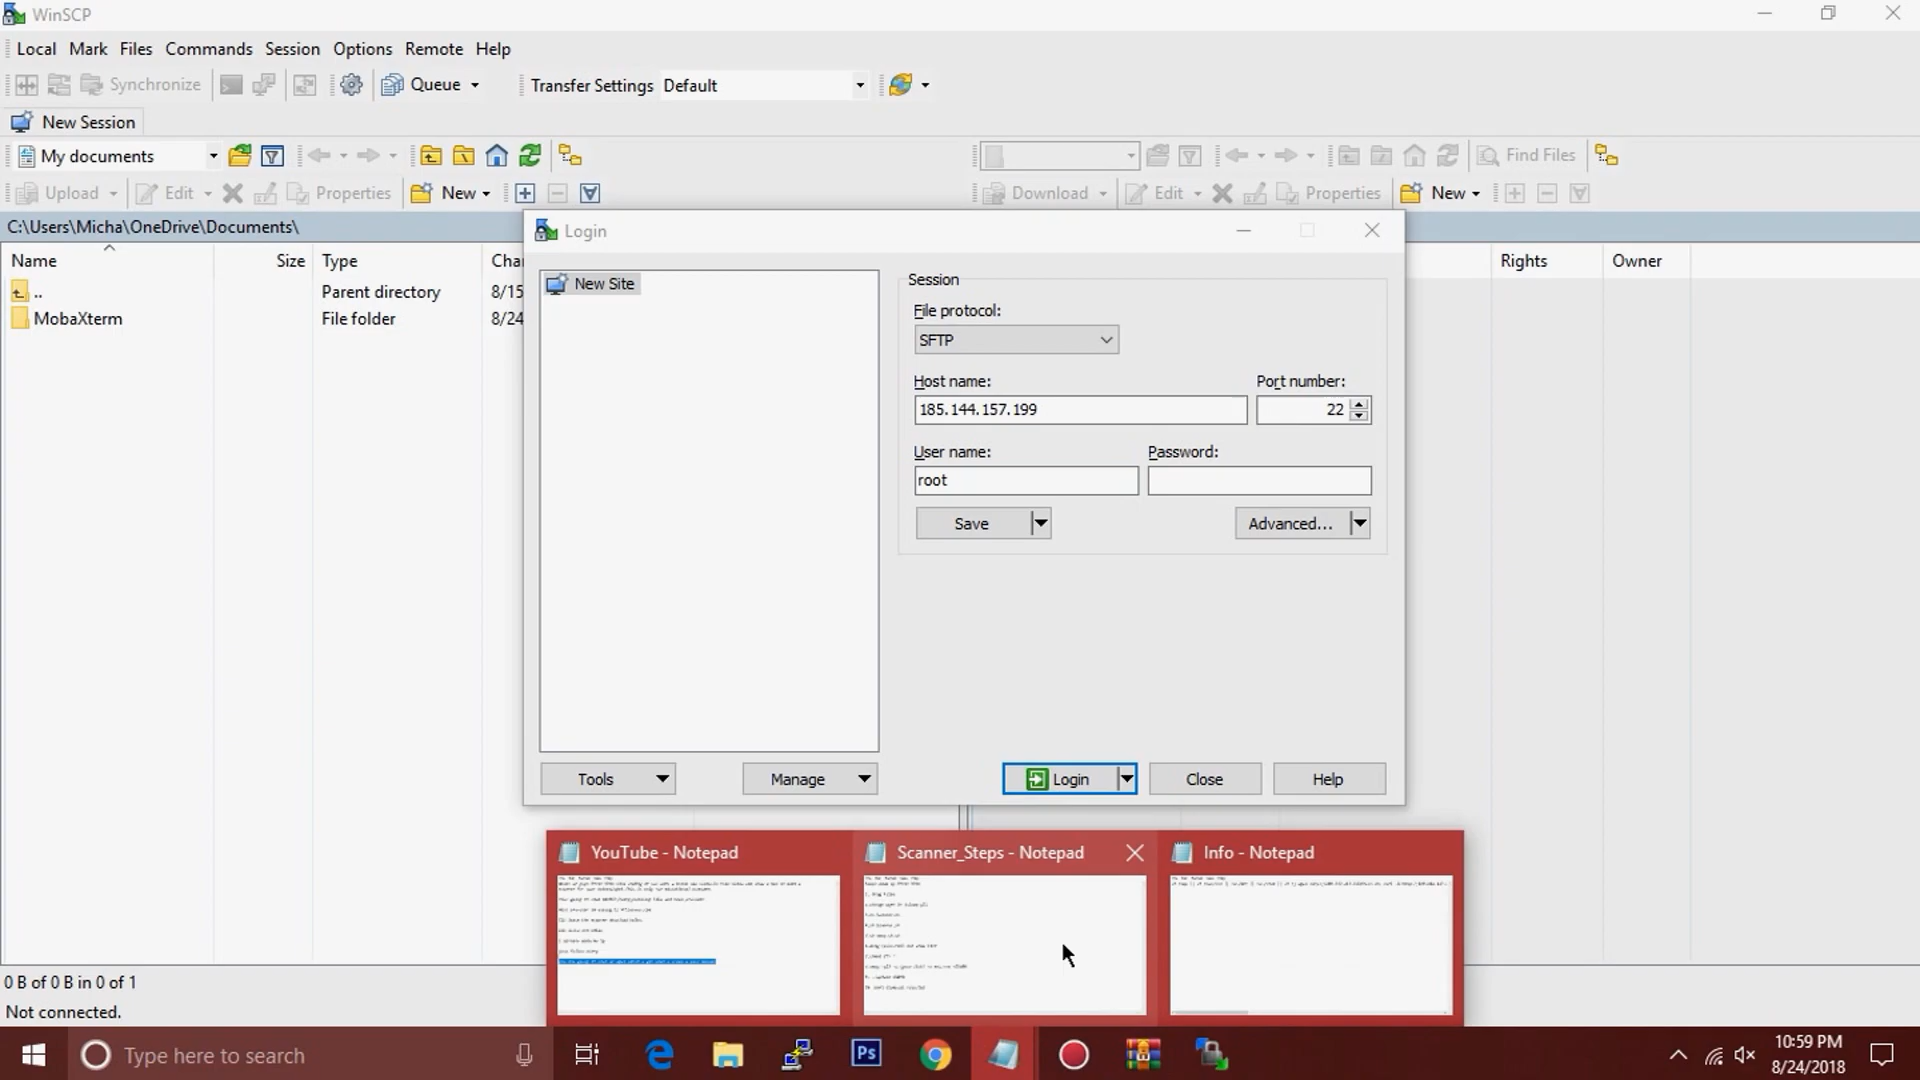 WinSCP
Local Mark Files Commands Session Options Remote Help
Synchronize Queue Transfer Settings Default
New Session
My documents Find Files
Upload Edit Properties New Download Edit Properties New
C:\Users\Micha\OneDrive\Documents\
Name Size Type Cha Rights Owner
.. Parent directory 8/15
MobaXterm File folder 8/24
Login
New Site
Session
File protocol:
SFTP
Host name: Port number:
185.144.157.199 22
User name: Password:
root
Save Advanced...
Tools Manage Login Close Help
YouTube - Notepad Scanner_Steps - Notepad Info - Notepad
0 B of 0 B in 0 of 1
Not connected.
Type here to search Ps 10:59 PM
8/24/2018